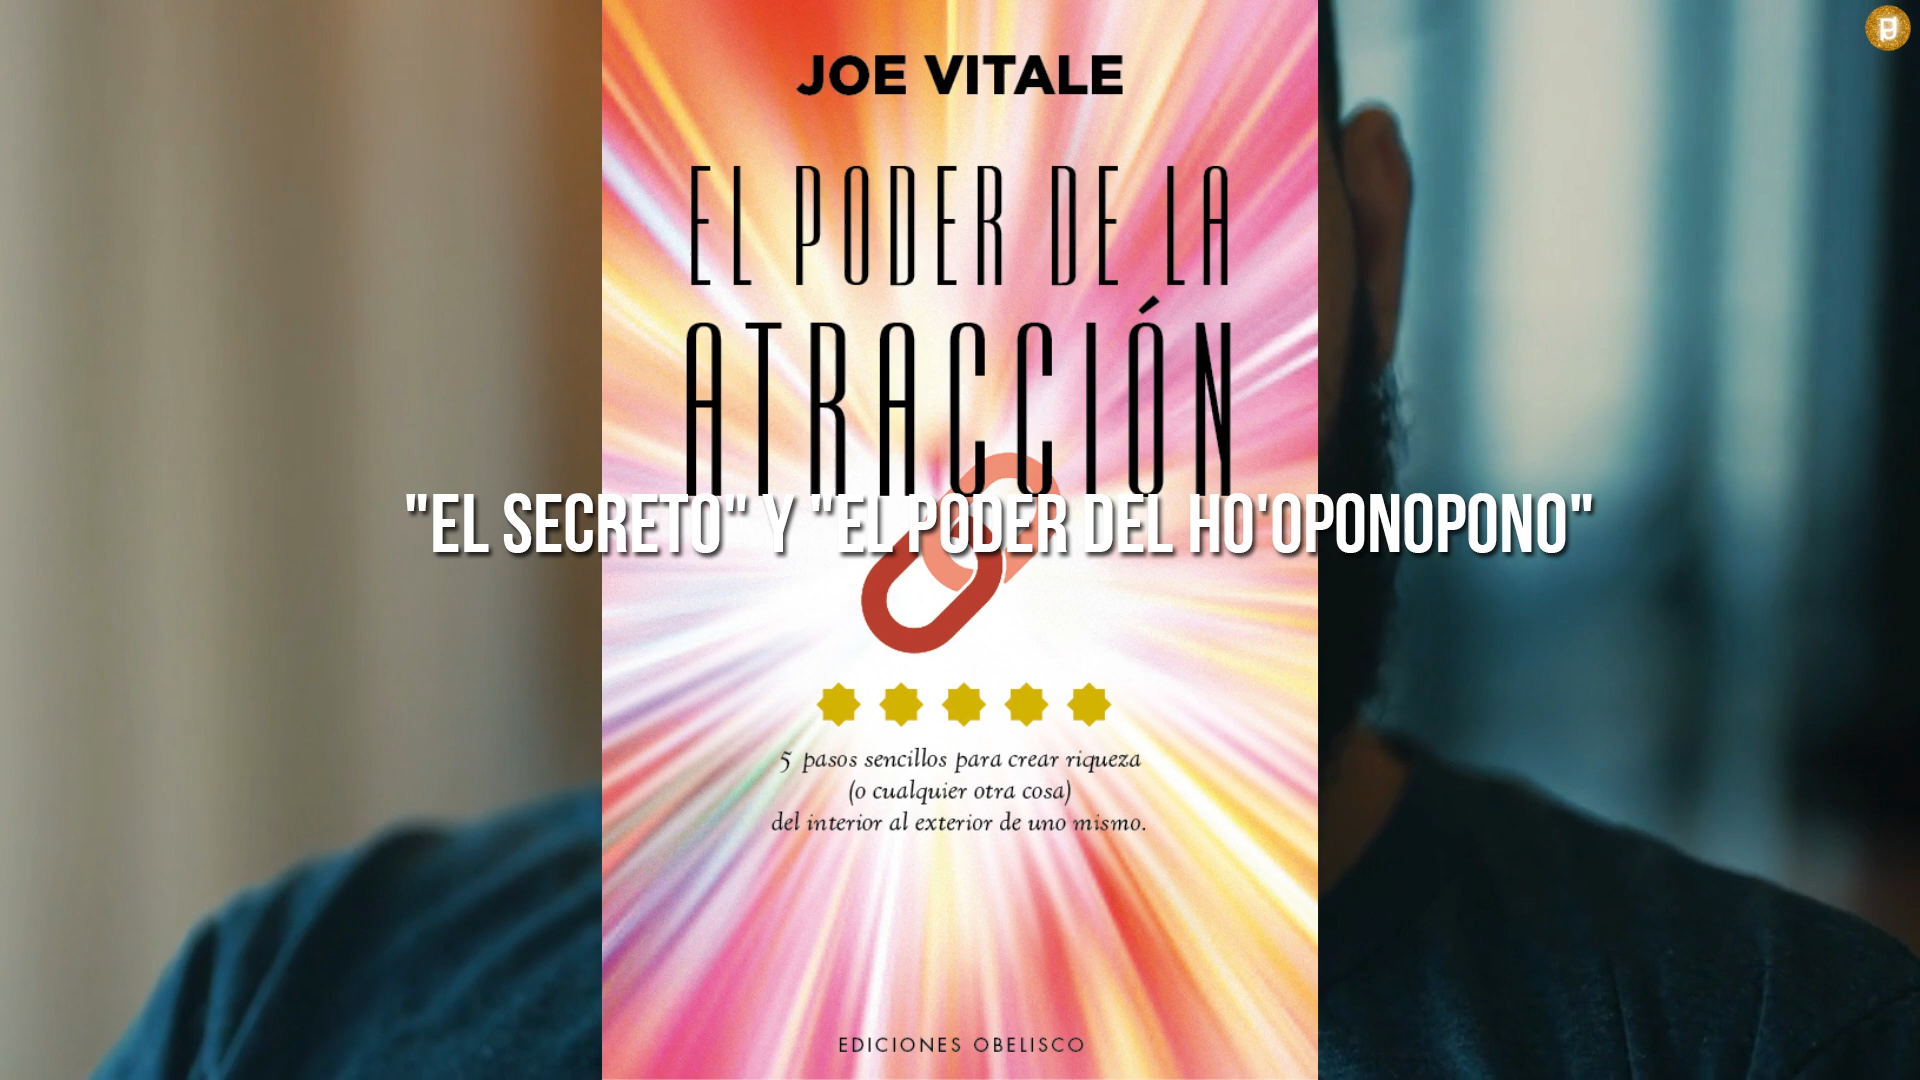 JOE VITALE
EL PODER DE LA
ATRACCIÓN
"EL SECRETO" Y "EL PODER DEL HO'OPONOPONO"
5 pasos sencillos para crear riqueza
(o cualquier otra cosa)
del interior al exterior de uno mismo.
EDICIONES OBELISCO